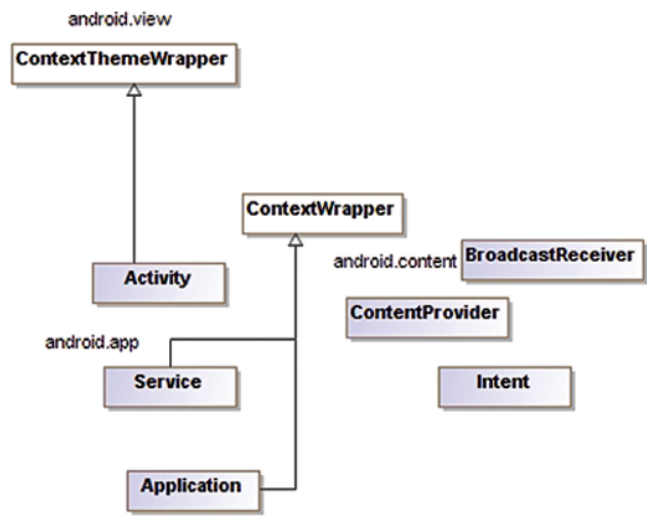 android.view
ContextThemeWrapper
ContextWrapper
android.content
BroadcastReceiver
Activity
ContentProvider
android.app
Service
Intent
Application